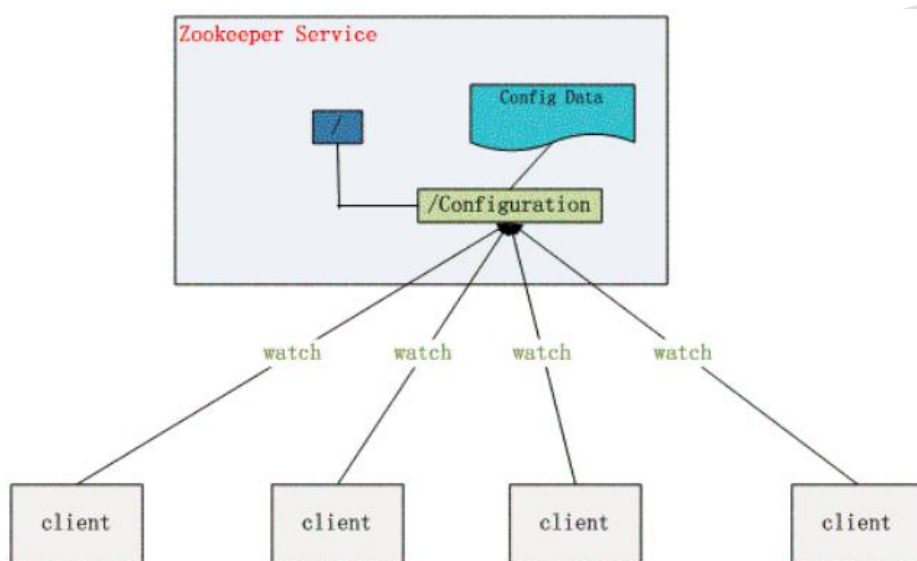 Zookeeper Service
Config Data
/
/Configuration
watch watch watch watch
client client client client